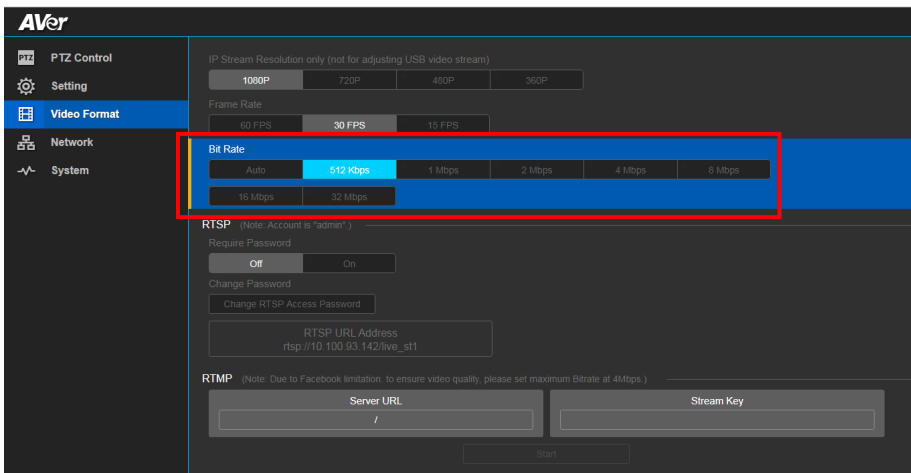 AVer
PTZ PTZ Control
Setting
Video Format
Network
System
IP Stream Resolution only (not for adjusting USB video stream)
1080P 720P 480P 360P
Frame Rate
60 FPS 30 FPS 15 FPS
Bit Rate
Auto 512 Kbps 1 Mbps 2 Mbps 4 Mbps 8 Mbps
16 Mbps 32 Mbps
RTSP (Note: Account is "admin".)
Require Password
Off On
Change Password
Change RTSP Access Password
RTSP URL Address
rtsp://10.100.93.142/live_st1
RTMP (Note: Due to Facebook limitation. to ensure video quality, please set maximum Bitrate at 4Mbps.)
Server URL Stream Key
/
Start